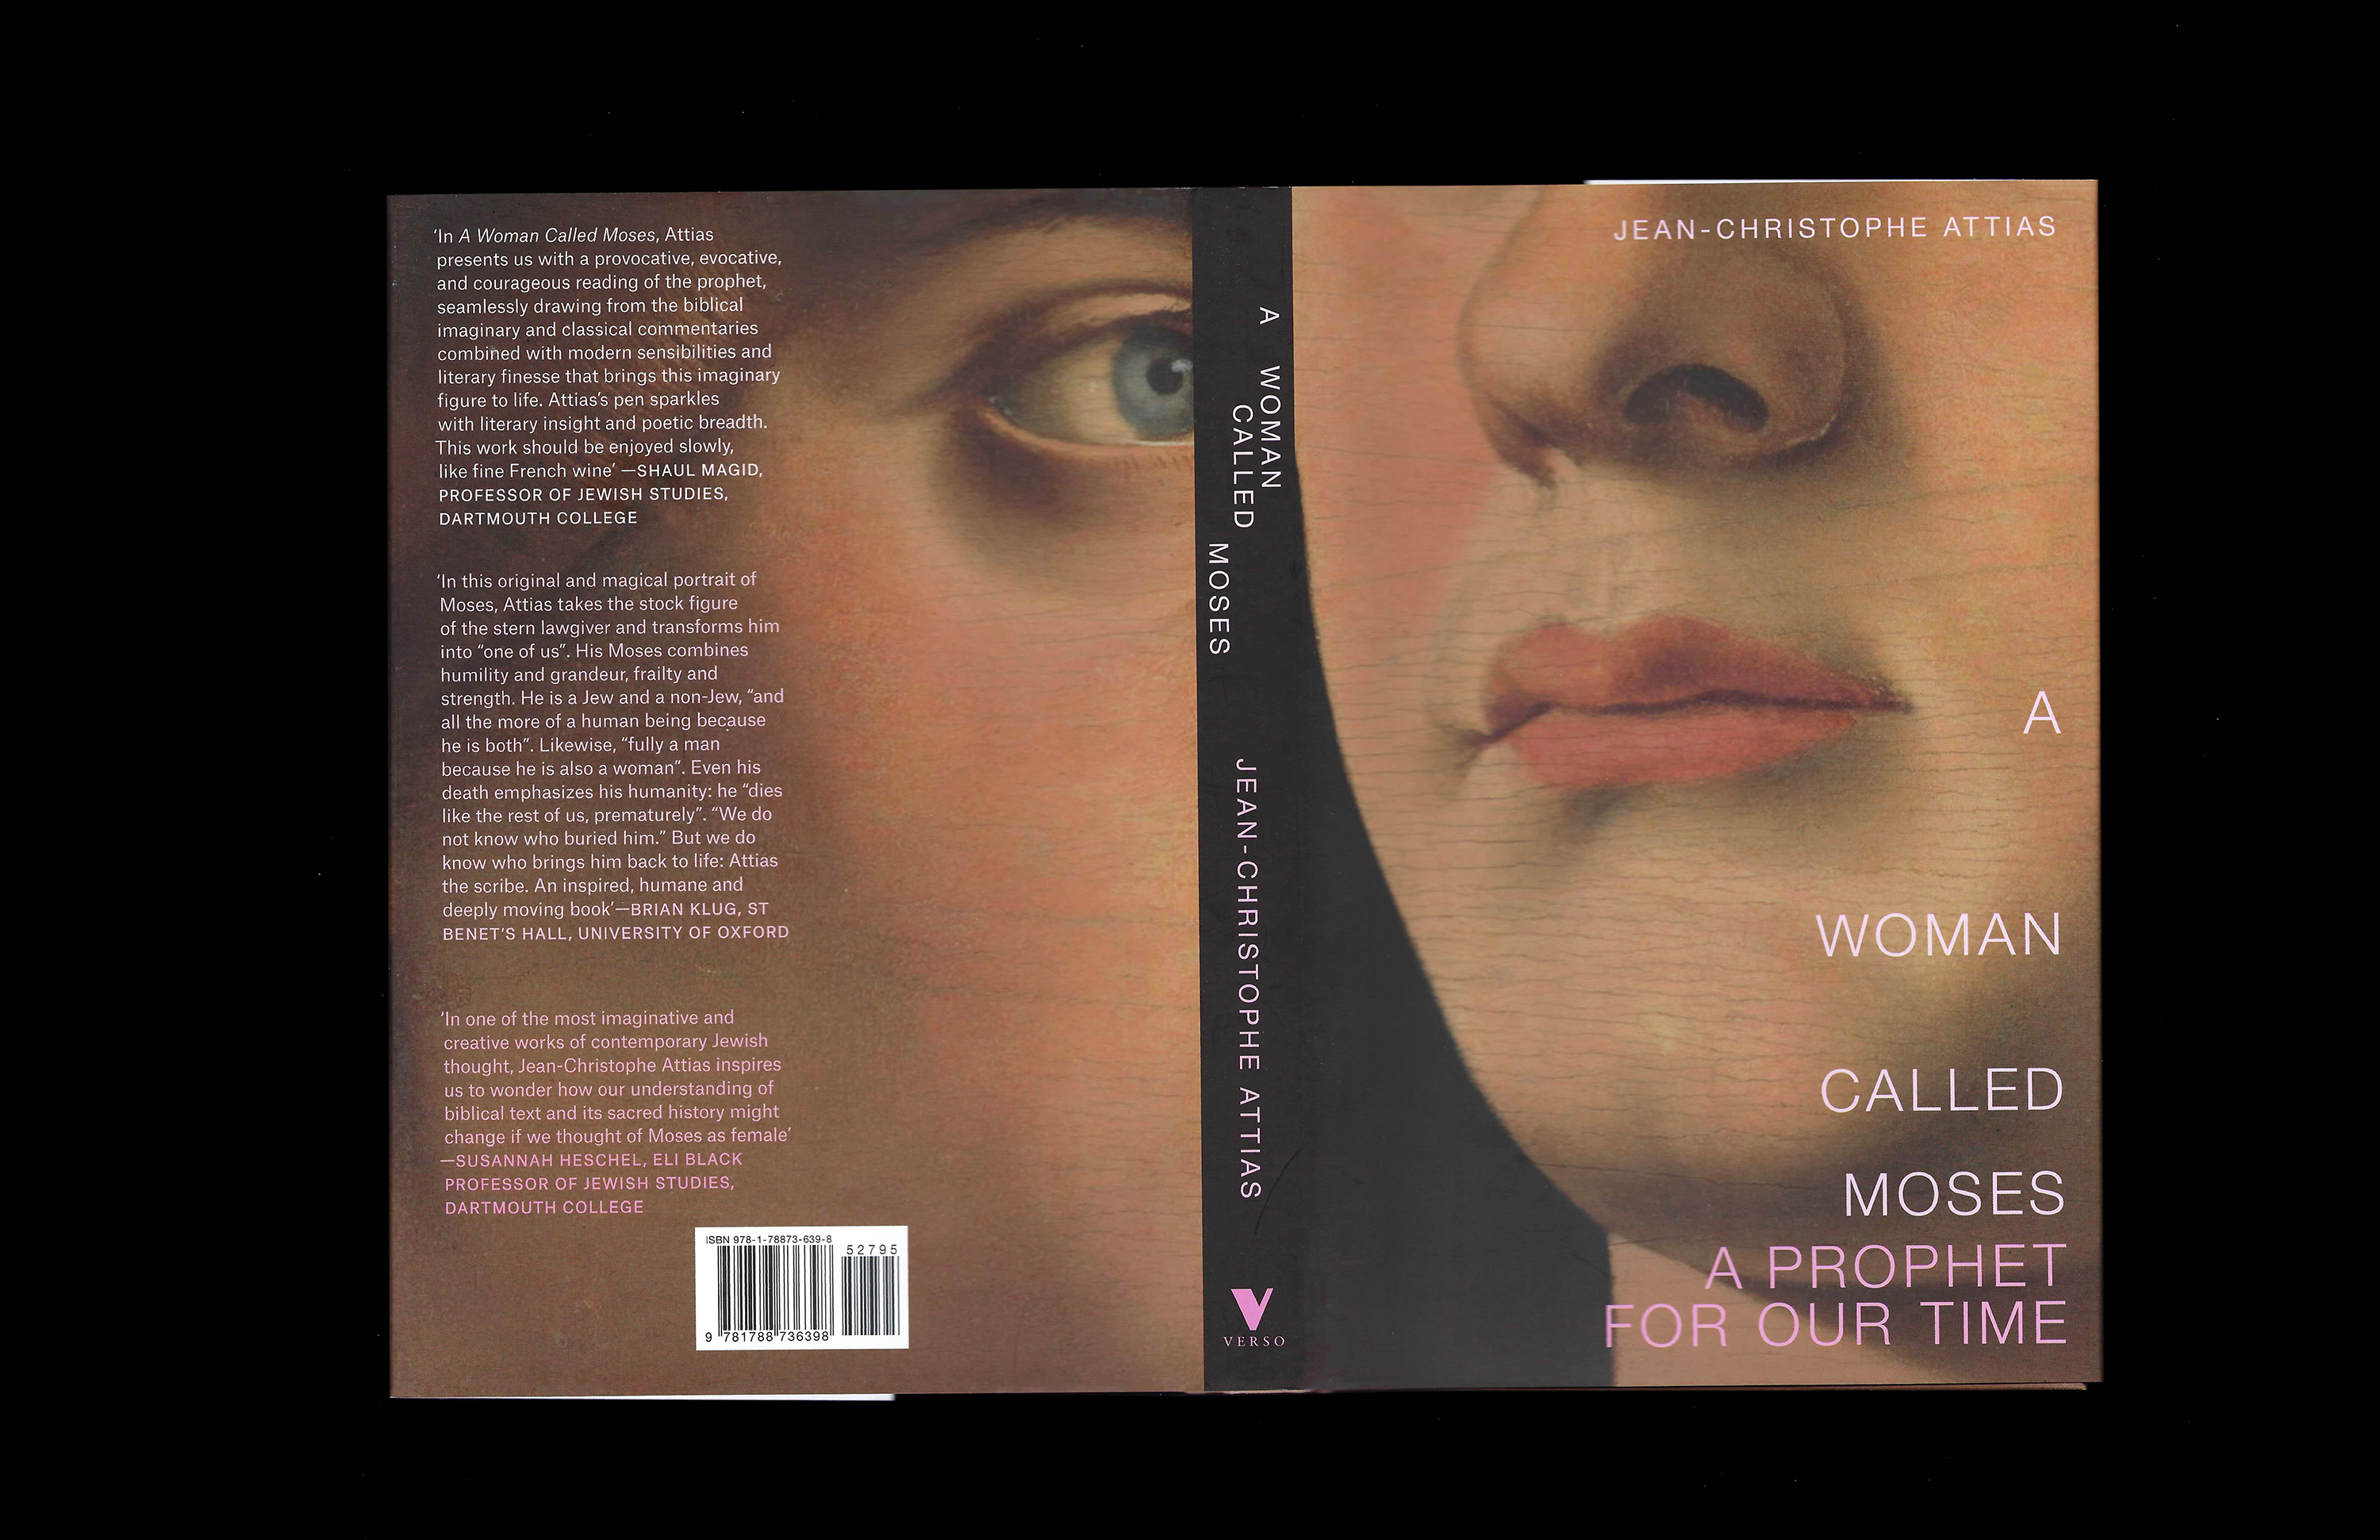 ‘In A Woman Called Moses, Attias
presents us with a provocative, evocative,
and courageous reading of the prophet,
seamlessly drawing from the biblical
imaginary and classical commentaries
combined with modern sensibilities and
literary finesse that brings this imaginary
figure to life. Attias’s pen sparkles
with literary insight and poetic breadth.
This work should be enjoyed slowly,
like fine French wine’ —SHAUL MAGID,
PROFESSOR OF JEWISH STUDIES,
DARTMOUTH COLLEGE
‘In this original and magical portrait of
Moses, Attias takes the stock figure
of the stern lawgiver and transforms him
into “one of us”. His Moses combines
humility and grandeur, frailty and
strength. He is a Jew and a non-Jew, “and
all the more of a human being because
he is both”. Likewise, “fully a man
because he is also a woman”. Even his
death emphasizes his humanity: he “dies
like the rest of us, prematurely”. “We do
not know who buried him.” But we do
know who brings him back to life: Attias
the scribe. An inspired, humane and
deeply moving book’—BRIAN KLUG, ST
BENET’S HALL, UNIVERSITY OF OXFORD
‘In one of the most imaginative and
creative works of contemporary Jewish
thought, Jean-Christophe Attias inspires
us to wonder how our understanding of
biblical text and its sacred history might
change if we thought of Moses as female’
—SUSANNAH HESCHEL, ELI BLACK
PROFESSOR OF JEWISH STUDIES,
DARTMOUTH COLLEGE
ISBN 978-1-78873-639-8
52795
9 781788 736398
A WOMAN
CALLED
MOSES
JEAN-CHRISTOPHE ATTIAS
V
VERSO
JEAN-CHRISTOPHE ATTIAS
A
WOMAN
CALLED
MOSES
A PROPHET
FOR OUR TIME